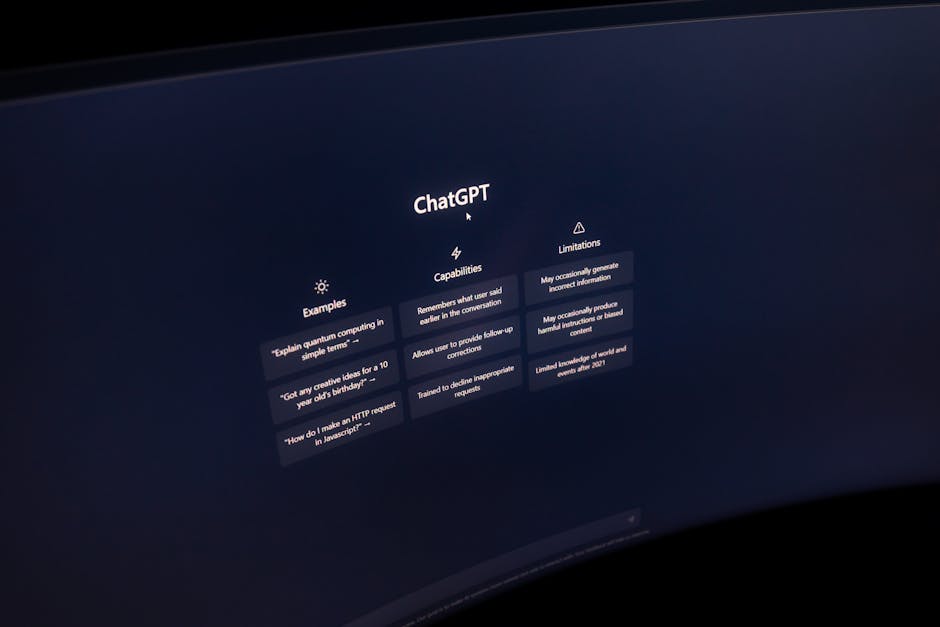 ChatGPT
Examples
"Explain quantum computing in
simple terms" →
"Got any creative ideas for a 10
year old's birthday?" →
"How do I make an HTTP request
in Javascript?" →
Capabilities
Remembers what user said
earlier in the conversation
Allows user to provide follow-up
corrections
Trained to decline inappropriate
requests
Limitations
May occasionally generate
incorrect information
May occasionally produce
harmful instructions or biased
content
Limited knowledge of world and
events after 2021